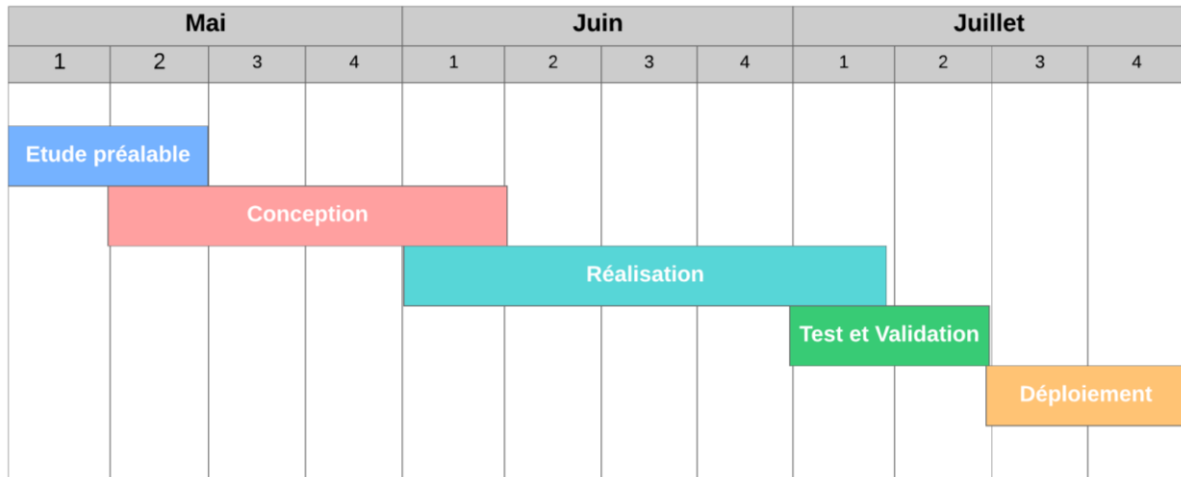 Mai Juin Juillet
1 2 3 4 1 2 3 4 1 2 3 4
Etude préalable
Conception
Réalisation
Test et Validation
Déploiement